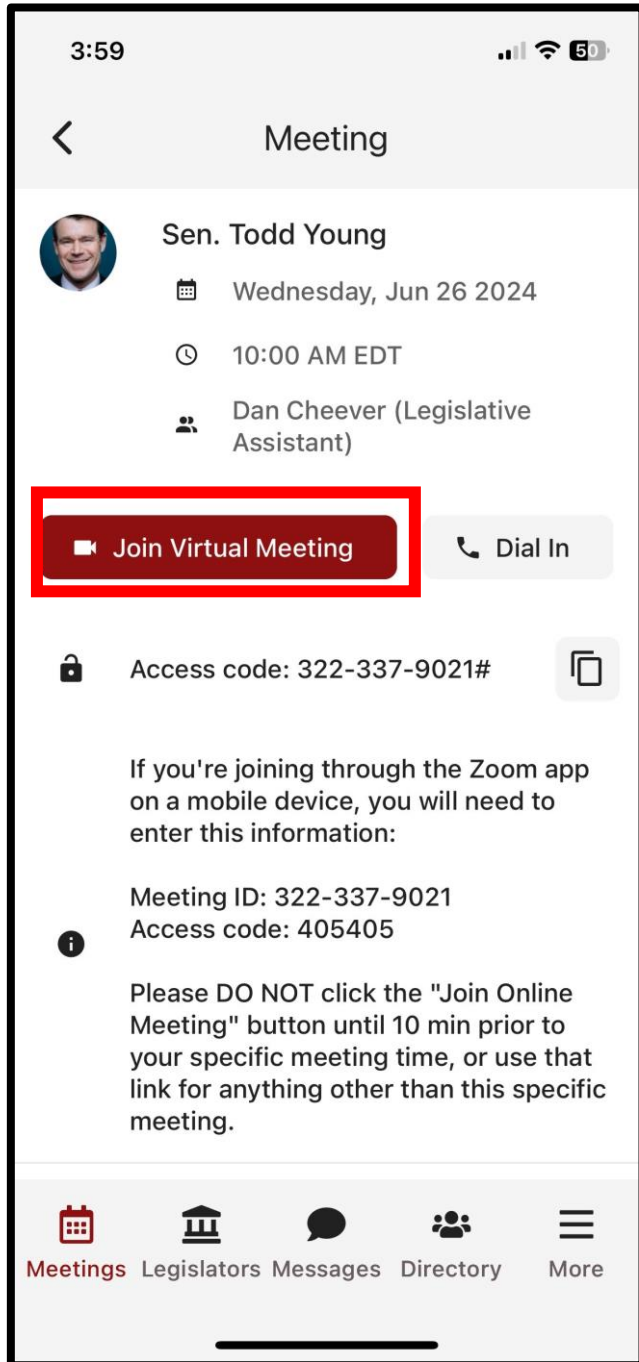 3:59
50
Meeting
Sen. Todd Young
Wednesday, Jun 26 2024
10:00 AM EDT
Dan Cheever (Legislative
Assistant)
Join Virtual Meeting
Dial In
Access code: 322-337-9021#
If you're joining through the Zoom app
on a mobile device, you will need to
enter this information:
Meeting ID: 322-337-9021
Access code: 405405
Please DO NOT click the "Join Online
Meeting" button until 10 min prior to
your specific meeting time, or use that
link for anything other than this specific
meeting.
Meetings Legislators Messages Directory More